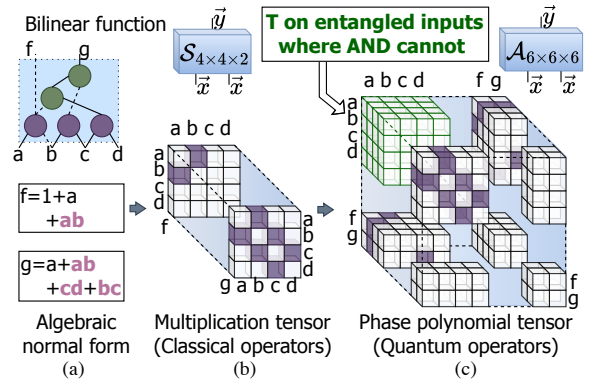 Bilinear function
f g
a b c d
f=1+a
+ab
g=a+ab
+cd+bc
Algebraic
normal form
(a)
y⃗
𝒮4×4×2
x⃗ x⃗
a b c d
a
b
c
d
f
a
b
c
d
g a b c d
Multiplication tensor
(Classical operators)
(b)
T on entangled inputs
where AND cannot
y⃗
𝒜6×6×6
x⃗ x⃗
a b c d f g
a
b
c
d
f
g
f
g
Phase polynomial tensor
(Quantum operators)
(c)